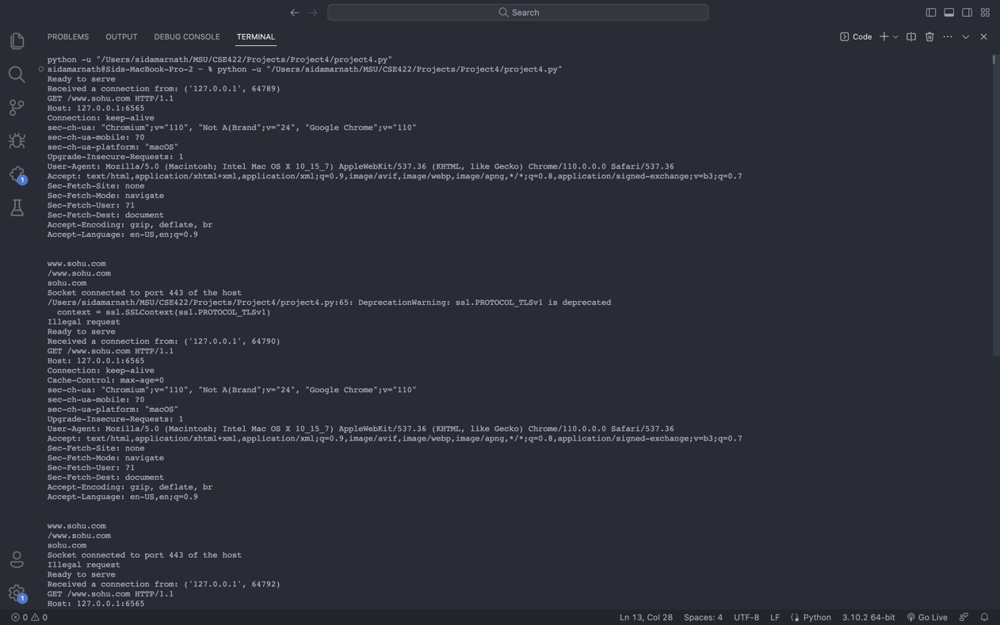 Search
PROBLEMS OUTPUT DEBUG CONSOLE TERMINAL
Code
python -u "/Users/sidamarnath/MSU/CSE422/Projects/Project4/project4.py"
sidamarnath@Sids-MacBook-Pro-2 ~ % python -u "/Users/sidamarnath/MSU/CSE422/Projects/Project4/project4.py"
Ready to serve
Received a connection from: ('127.0.0.1', 64789)
GET /www.sohu.com HTTP/1.1
Host: 127.0.0.1:6565
Connection: keep-alive
sec-ch-ua: "Chromium";v="110", "Not A(Brand";v="24", "Google Chrome";v="110"
sec-ch-ua-mobile: ?0
sec-ch-ua-platform: "macOS"
Upgrade-Insecure-Requests: 1
User-Agent: Mozilla/5.0 (Macintosh; Intel Mac OS X 10_15_7) AppleWebKit/537.36 (KHTML, like Gecko) Chrome/110.0.0.0 Safari/537.36
Accept: text/html,application/xhtml+xml,application/xml;q=0.9,image/avif,image/webp,image/apng,*/*;q=0.8,application/signed-exchange;v=b3;q=0.7
Sec-Fetch-Site: none
Sec-Fetch-Mode: navigate
Sec-Fetch-User: ?1
Sec-Fetch-Dest: document
Accept-Encoding: gzip, deflate, br
Accept-Language: en-US,en;q=0.9
www.sohu.com
/www.sohu.com
sohu.com
Socket connected to port 443 of the host
/Users/sidamarnath/MSU/CSE422/Projects/Project4/project4.py:65: DeprecationWarning: ssl.PROTOCOL_TLSv1 is deprecated
context = ssl.SSLContext(ssl.PROTOCOL_TLSv1)
Illegal request
Ready to serve
Received a connection from: ('127.0.0.1', 64790)
GET /www.sohu.com HTTP/1.1
Host: 127.0.0.1:6565
Connection: keep-alive
Cache-Control: max-age=0
sec-ch-ua: "Chromium";v="110", "Not A(Brand";v="24", "Google Chrome";v="110"
sec-ch-ua-mobile: ?0
sec-ch-ua-platform: "macOS"
Upgrade-Insecure-Requests: 1
User-Agent: Mozilla/5.0 (Macintosh; Intel Mac OS X 10_15_7) AppleWebKit/537.36 (KHTML, like Gecko) Chrome/110.0.0.0 Safari/537.36
Accept: text/html,application/xhtml+xml,application/xml;q=0.9,image/avif,image/webp,image/apng,*/*;q=0.8,application/signed-exchange;v=b3;q=0.7
Sec-Fetch-Site: none
Sec-Fetch-Mode: navigate
Sec-Fetch-User: ?1
Sec-Fetch-Dest: document
Accept-Encoding: gzip, deflate, br
Accept-Language: en-US,en;q=0.9
www.sohu.com
/www.sohu.com
sohu.com
Socket connected to port 443 of the host
Illegal request
Ready to serve
Received a connection from: ('127.0.0.1', 64792)
GET /www.sohu.com HTTP/1.1
Host: 127.0.0.1:6565
1
1
0 0 Ln 13, Col 28 Spaces: 4 UTF-8 LF Python 3.10.2 64-bit Go Live